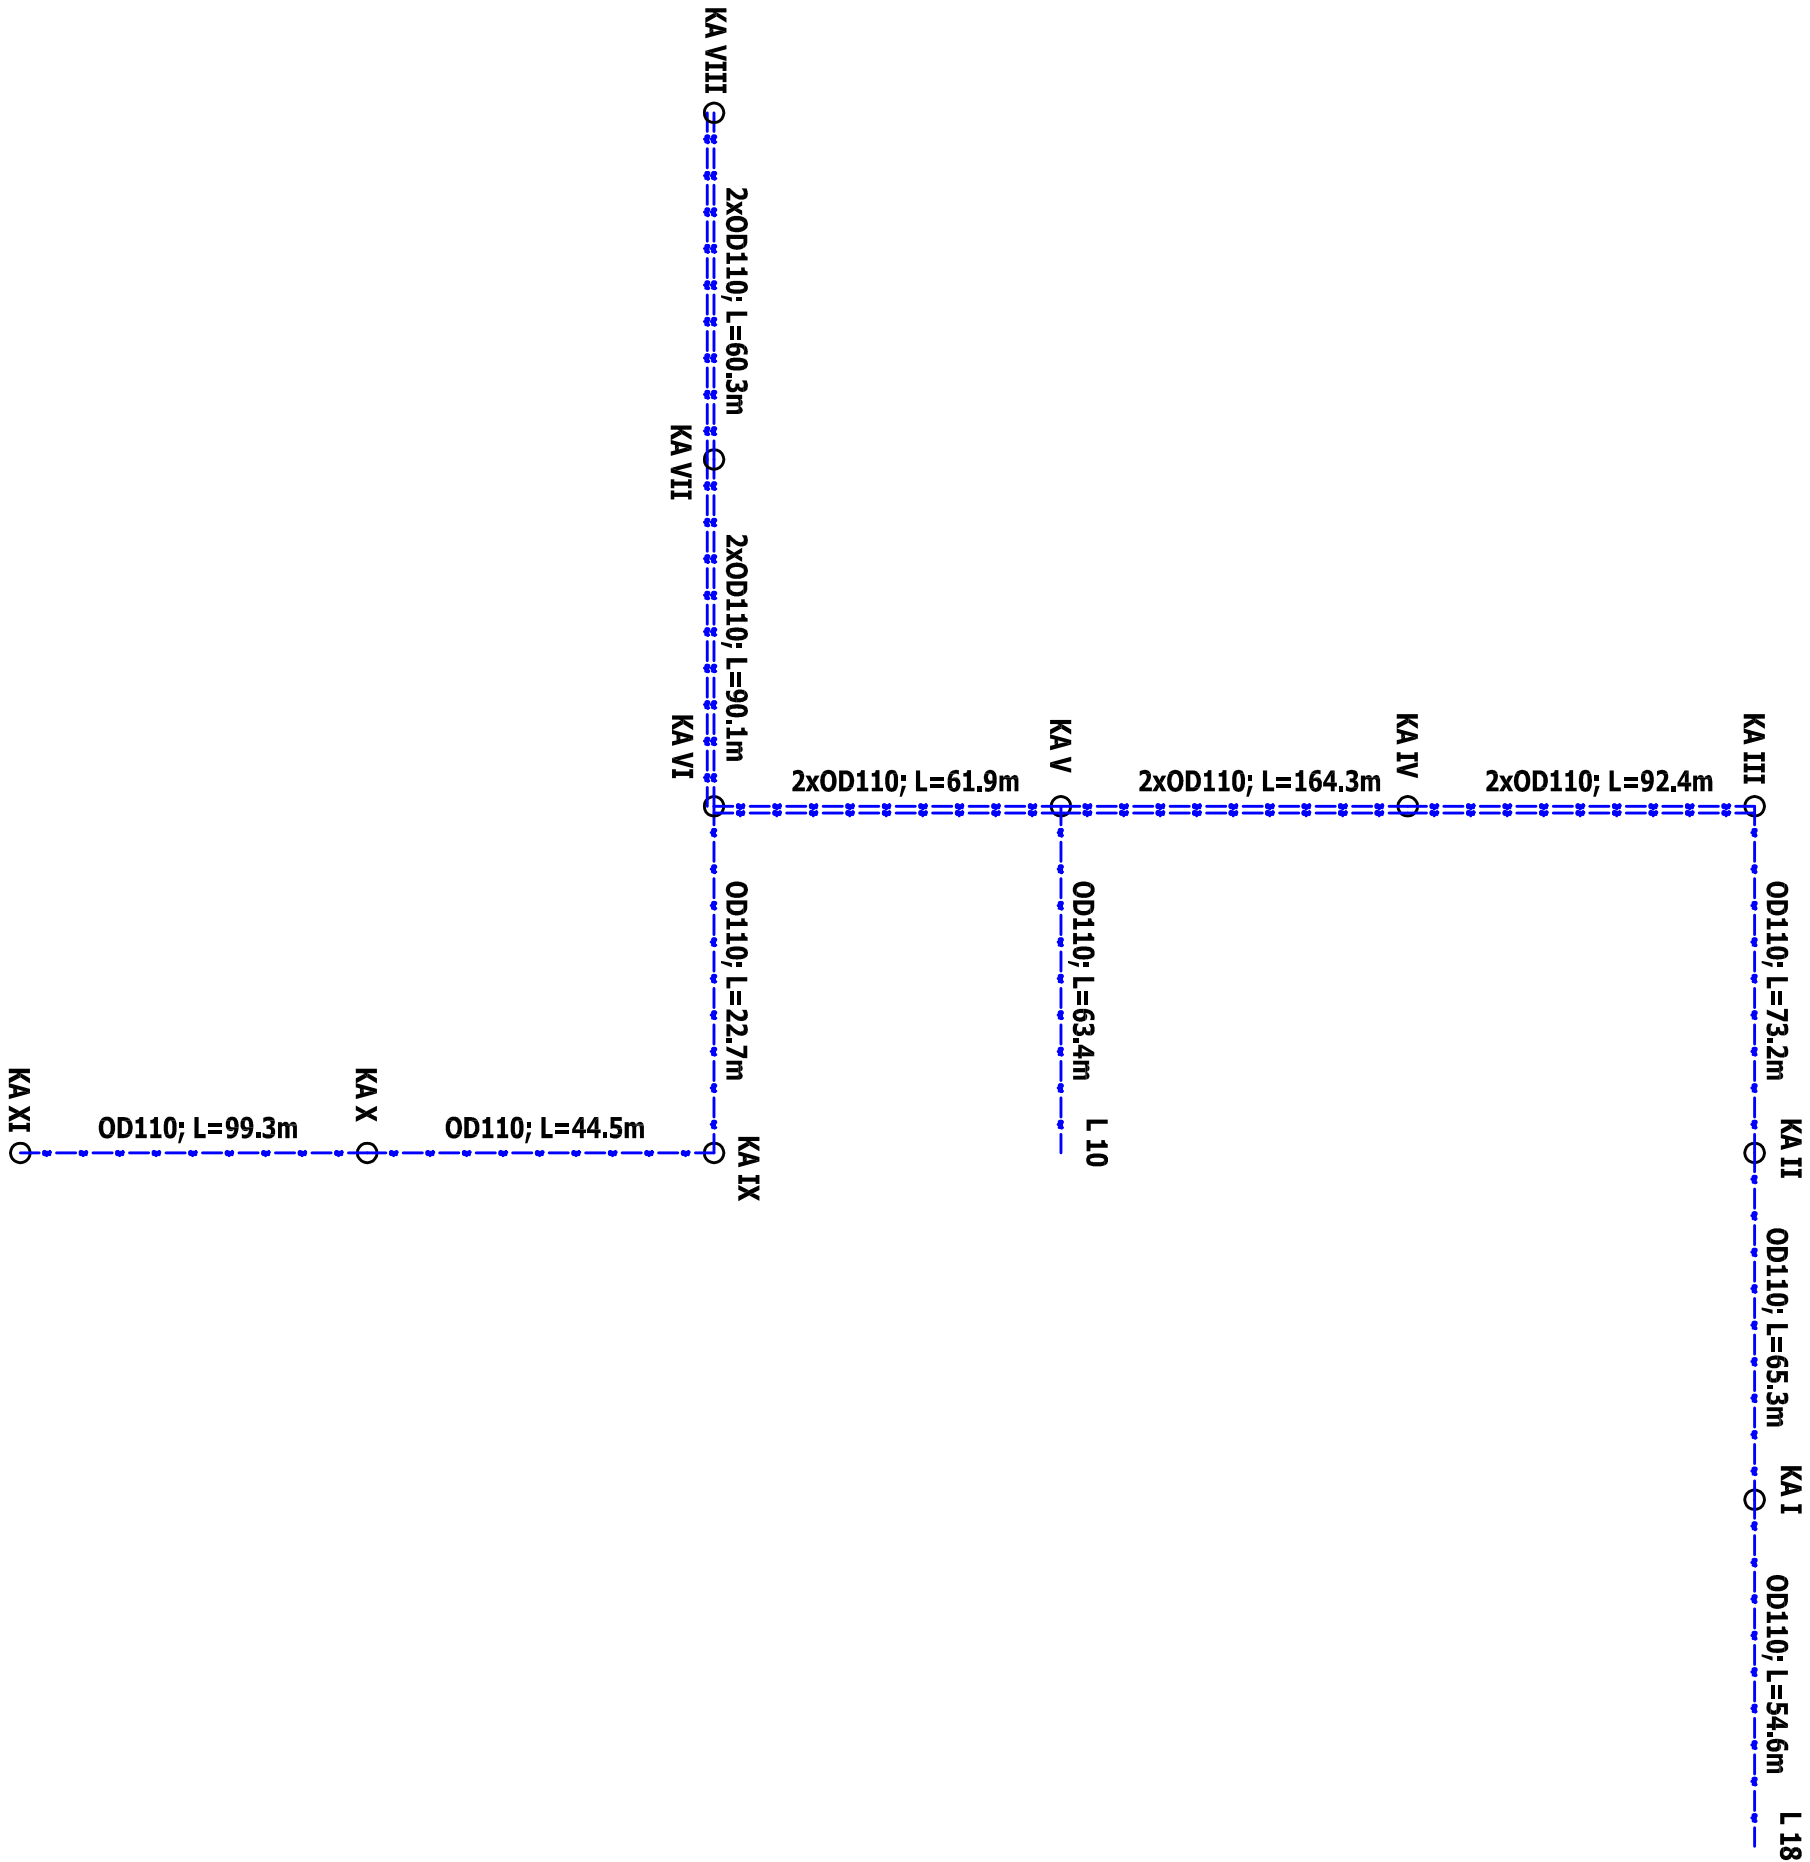 KA VIII
2xOD110; L=60.3m
KA VII
2xOD110; L=90.1m
KA VI
2xOD110; L=61.9m
KA V
2xOD110; L=164.3m
KA IV
2xOD110; L=92.4m
KA III
OD110; L=22.7m
OD110; L=63.4m
OD110; L=73.2m
KA XI
OD110; L=99.3m
KA X
OD110; L=44.5m
KA IX
L 10
KA II
OD110; L=65.3m
KA I
OD110; L=54.6m
L 18